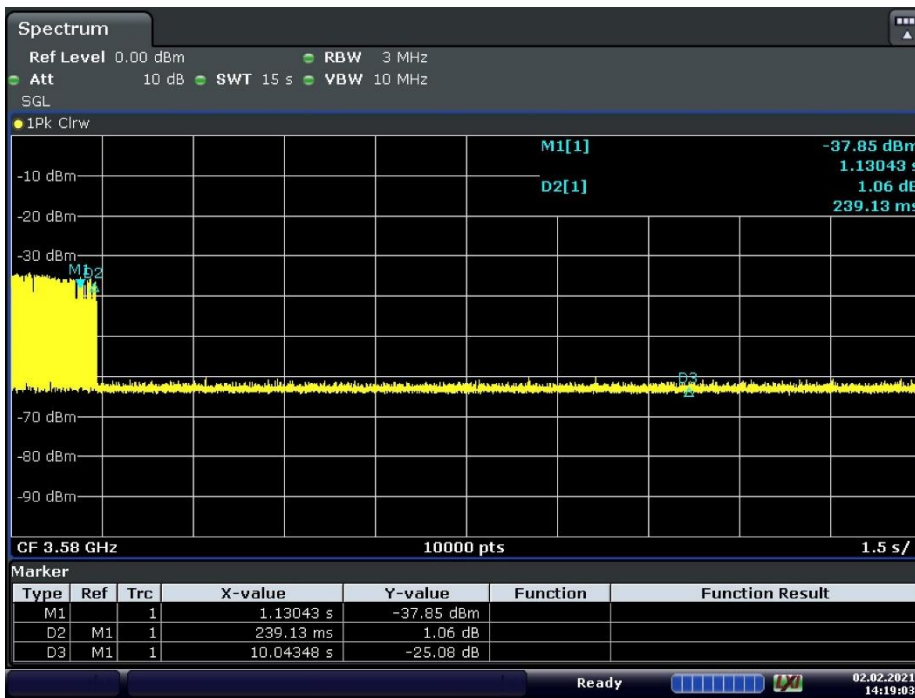 Spectrum
Ref Level 0.00 dBm RBW 3 MHz
Att 10 dB SWT 15 s VBW 10 MHz
SGL
1Pk Clrw
M1[1] -37.85 dBm
1.13043 s
-10 dBm
D2[1] 1.06 dB
239.13 ms
-20 dBm
-30 dBm
M1 D2
D3
-70 dBm
-80 dBm
-90 dBm
CF 3.58 GHz 10000 pts 1.5 s/
Marker
Type Ref Trc X-value Y-value Function Function Result
M1 1 1.13043 s -37.85 dBm
D2 M1 1 239.13 ms 1.06 dB
D3 M1 1 10.04348 s -25.08 dB
Ready LXI 02.02.2021
14:19:03